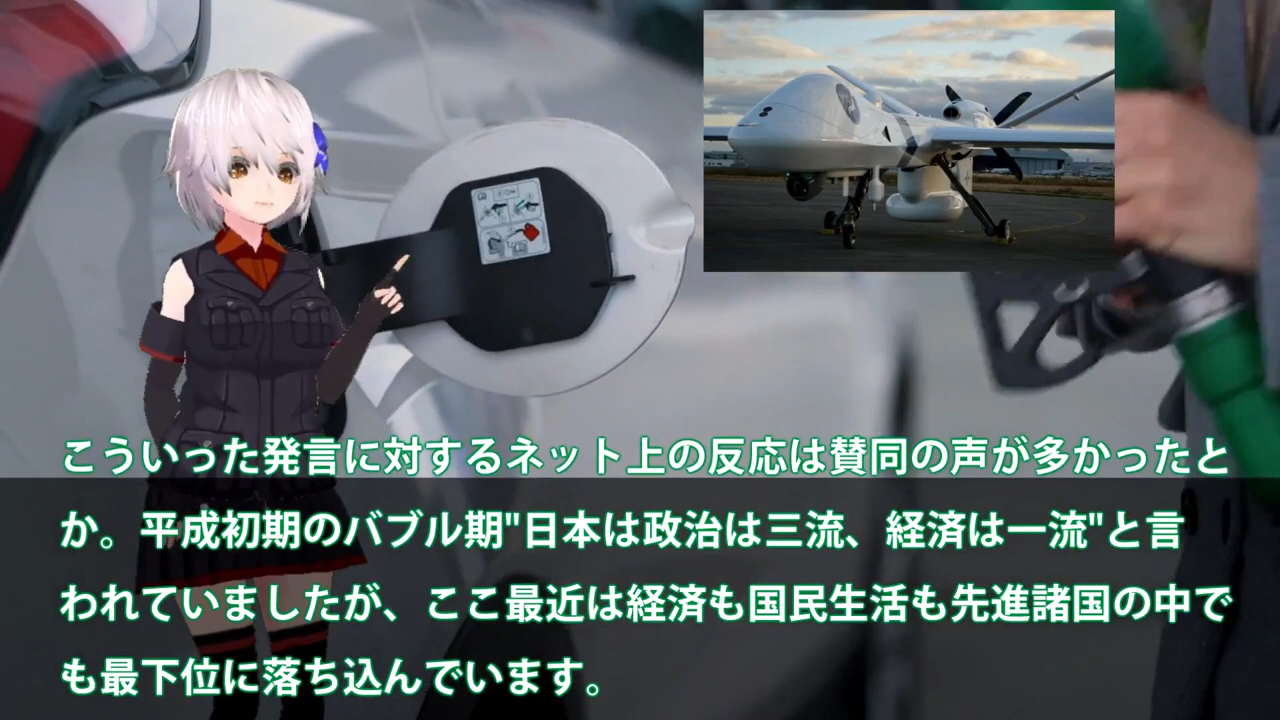 こういった発言に対するネット上の反応は賛同の声が多かったと
か。平成初期のバブル期"日本は政治は三流、経済は一流"と言
われていましたが、ここ最近は経済も国民生活も先進諸国の中で
も最下位に落ち込んでいます。